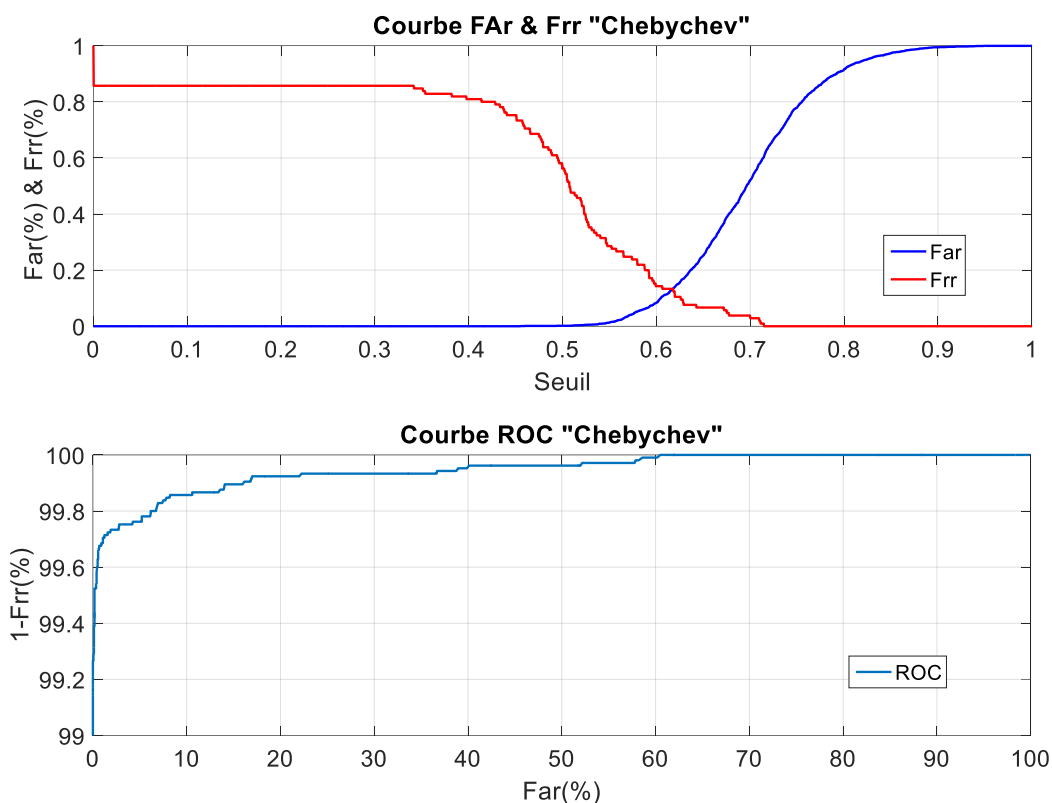 Courbe FAr & Frr "Chebychev"
Far(%) & Frr(%)
1
0.8
0.6
0.4
0.2
0
Far
Frr
0 0.1 0.2 0.3 0.4 0.5 0.6 0.7 0.8 0.9 1
Seuil
Courbe ROC "Chebychev"
1-Frr(%)
100
99.8
99.6
99.4
99.2
99
ROC
0 10 20 30 40 50 60 70 80 90 100
Far(%)